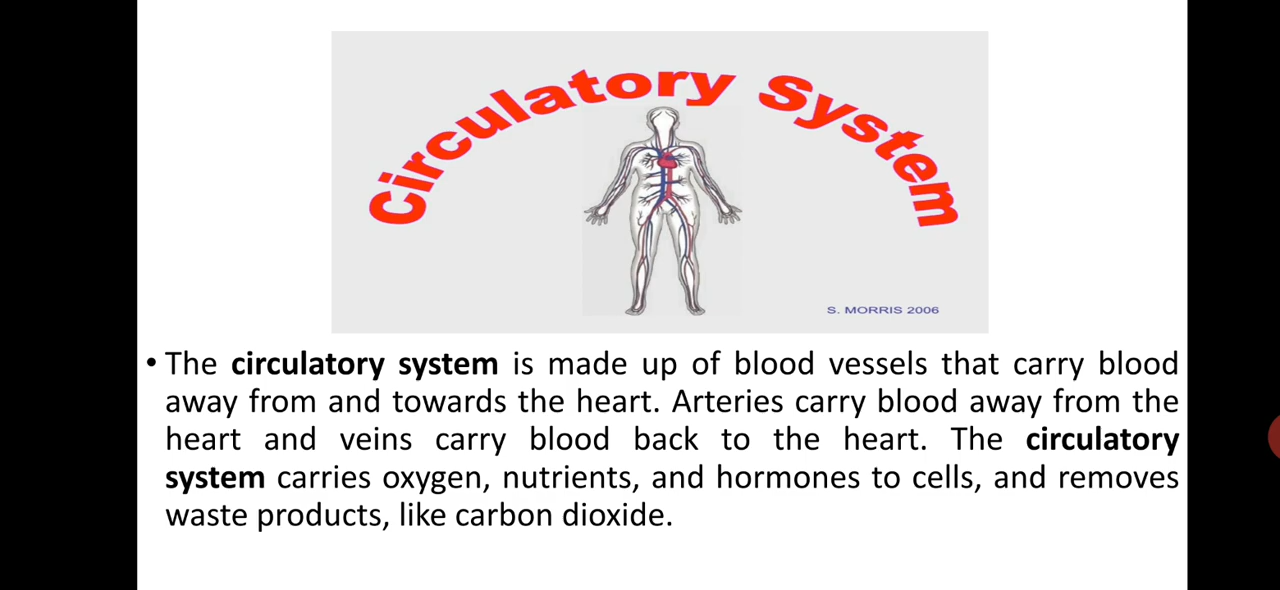 Circulatory System
S. MORRIS 2006
• The circulatory system is made up of blood vessels that carry blood
away from and towards the heart. Arteries carry blood away from the
heart and veins carry blood back to the heart. The circulatory
system carries oxygen, nutrients, and hormones to cells, and removes
waste products, like carbon dioxide.